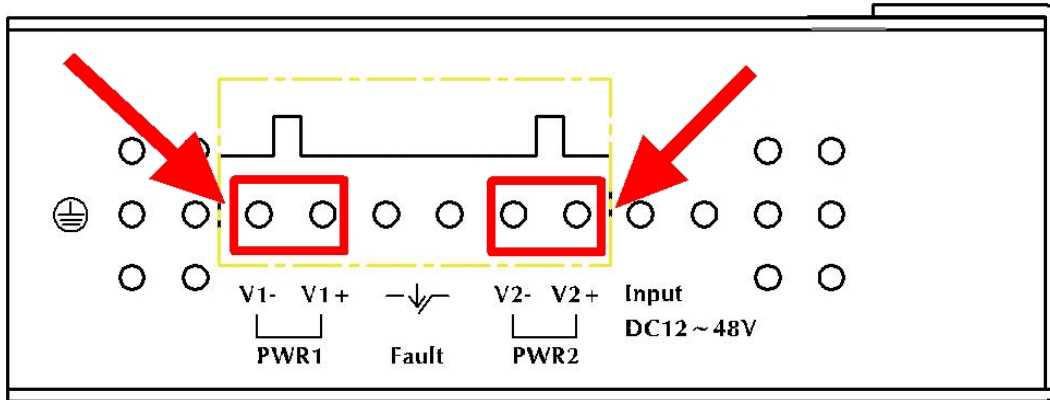 V1- V1+ V2- V2+ Input
DC12~48V
PWR1 Fault PWR2